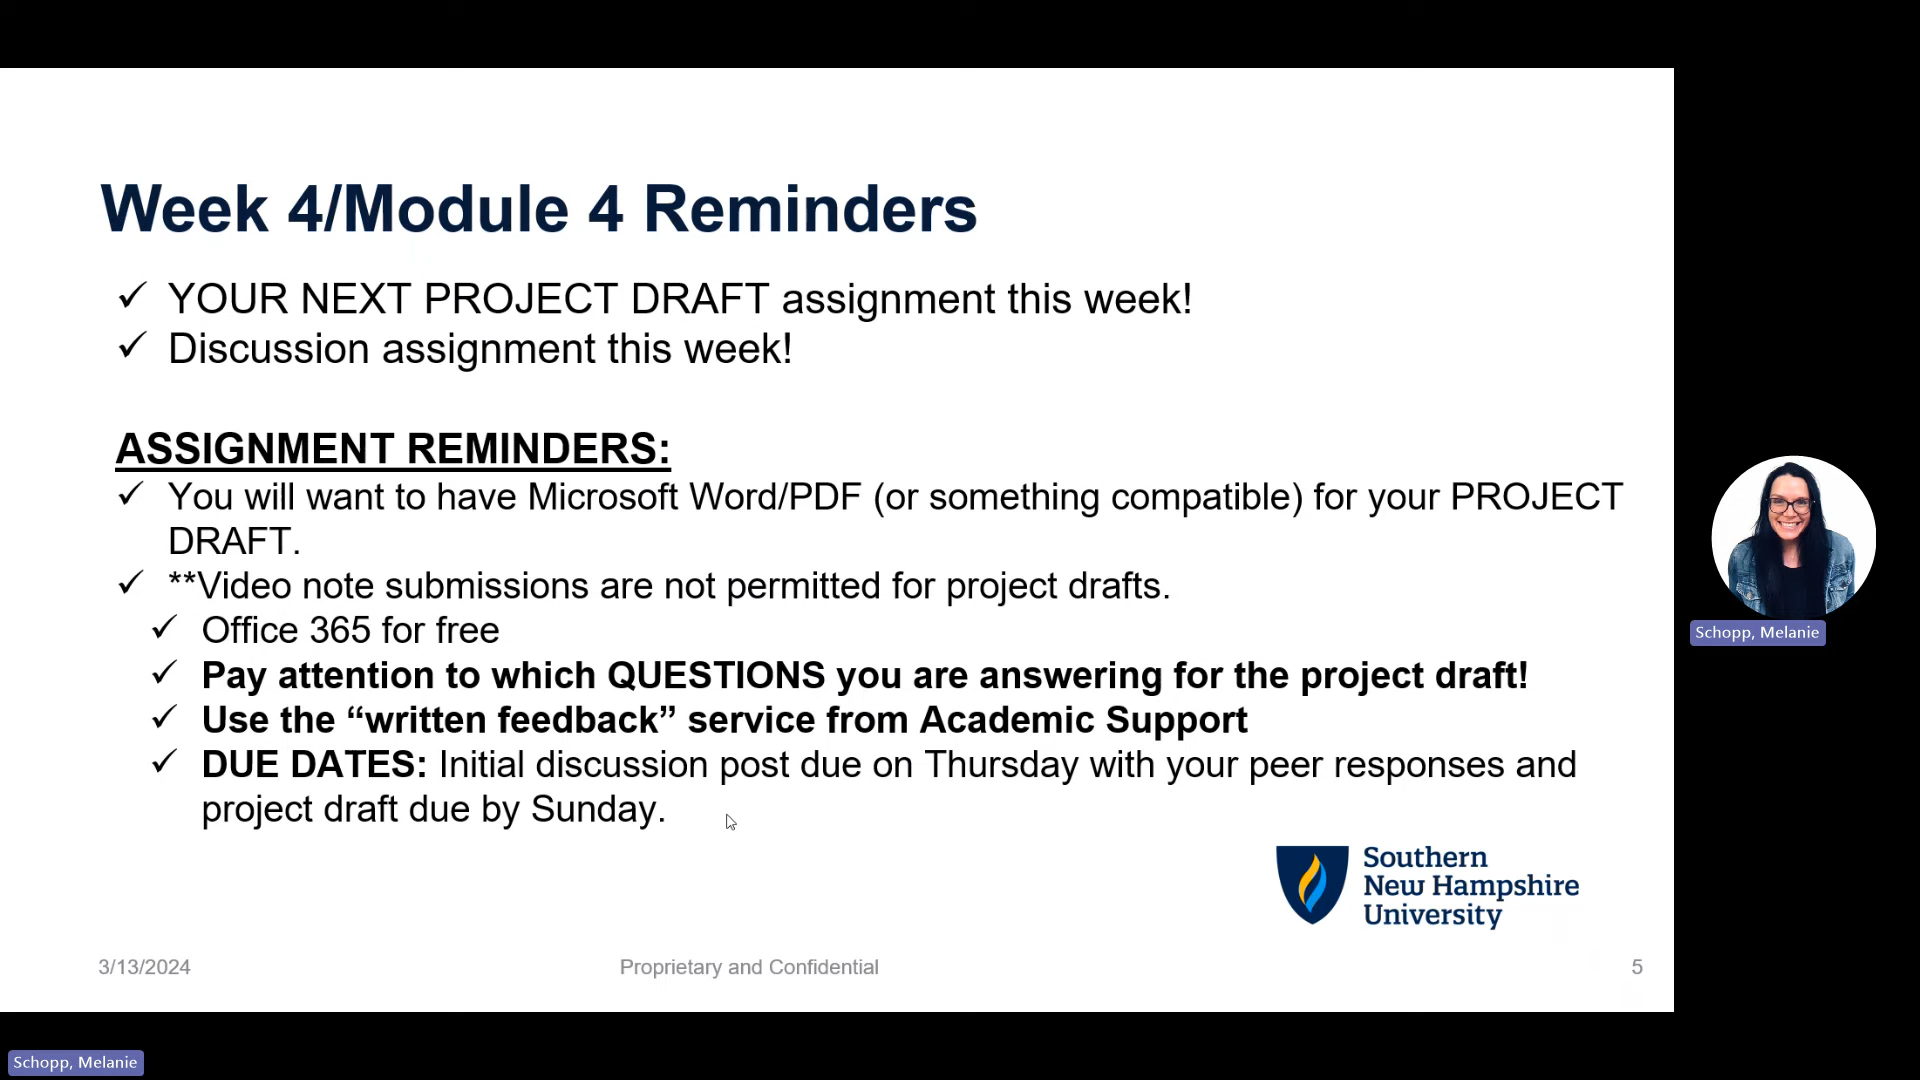 Week 4/Module 4 Reminders
✓ YOUR NEXT PROJECT DRAFT assignment this week!
✓ Discussion assignment this week!
ASSIGNMENT REMINDERS:
✓ You will want to have Microsoft Word/PDF (or something compatible) for your PROJECT
DRAFT.
✓ **Video note submissions are not permitted for project drafts.
✓ Office 365 for free
✓ Pay attention to which QUESTIONS you are answering for the project draft!
✓ Use the “written feedback” service from Academic Support
✓ DUE DATES: Initial discussion post due on Thursday with your peer responses and
project draft due by Sunday.
Southern
New Hampshire
University
3/13/2024
Proprietary and Confidential
5
Schopp, Melanie
Schopp, Melanie